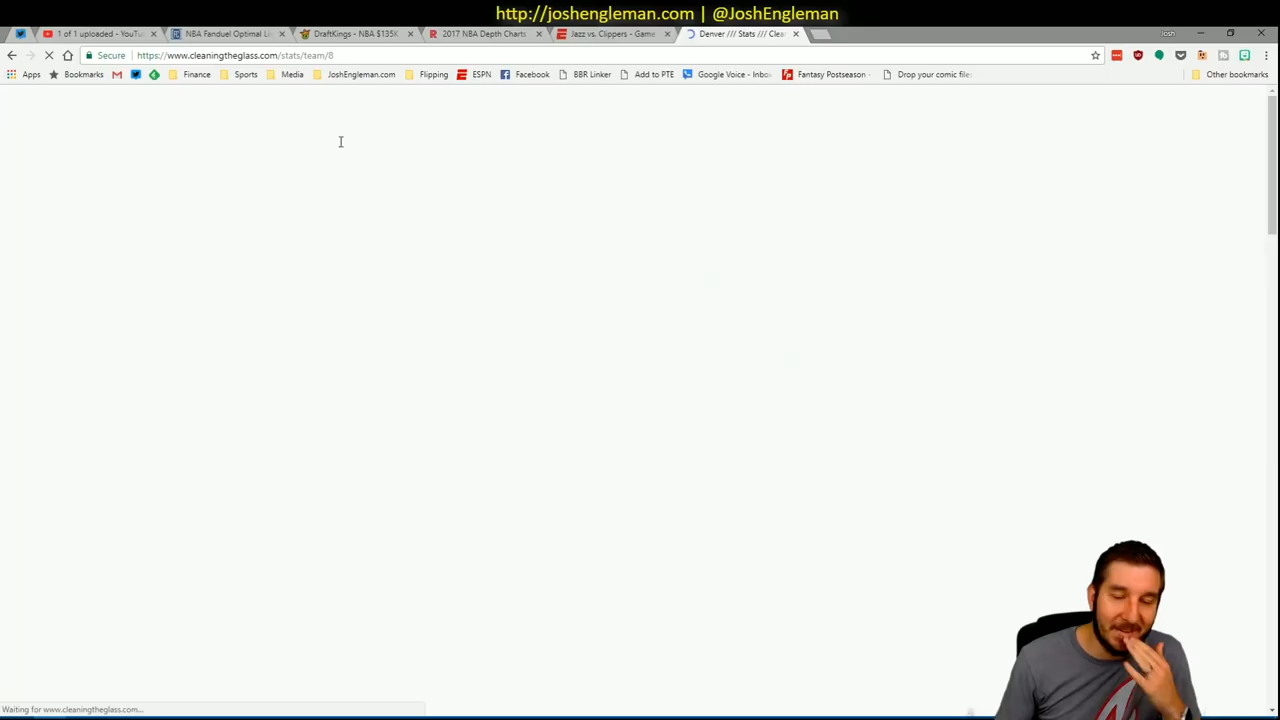 http://joshengleman.com | @JoshEngleman
1 of 1 uploaded - YouTu
NBA Fanduel Optimal Li
DraftKings - NBA $135K
2017 NBA Depth Charts
Jazz vs. Clippers - Game
Denver /// Stats /// Clea
Josh
Secure
https://www.cleaningtheglass.com/stats/team/8
Apps
Bookmarks
Finance
Sports
Media
JoshEngleman.com
Flipping
ESPN
Facebook
BBR Linker
Add to PTE
Google Voice - Inbo
Fantasy Postseason -
Drop your comic files
Other bookmarks
Waiting for www.cleaningtheglass.com...